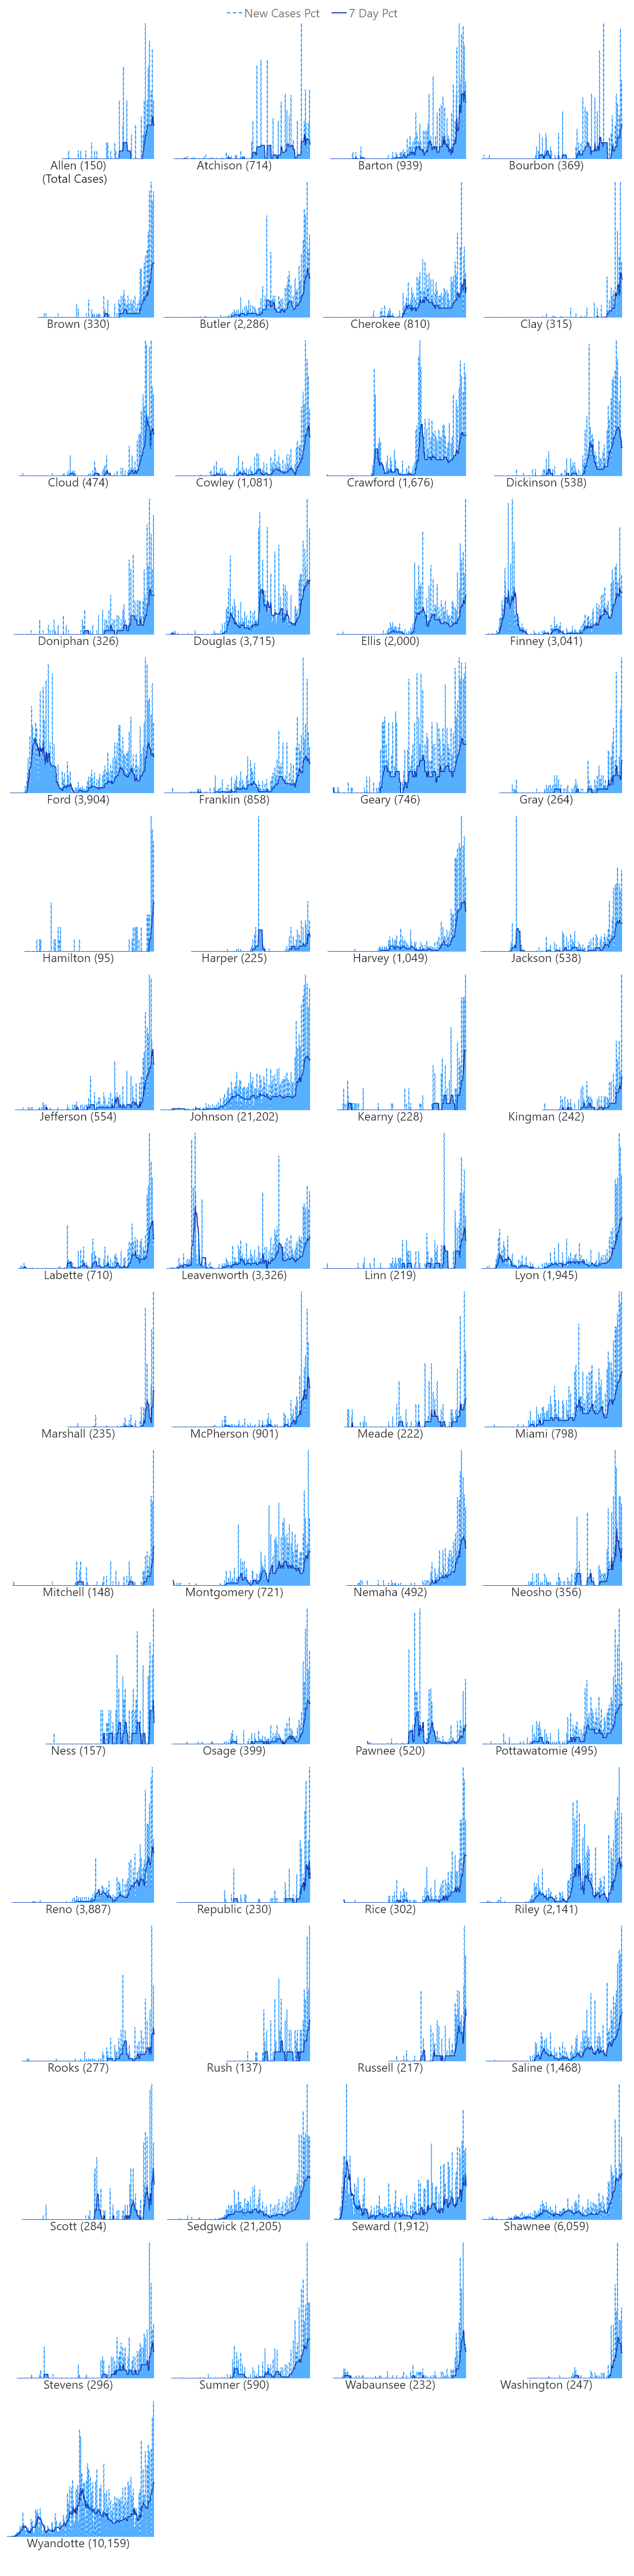 New Cases Pct 7 Day Pct
Allen (150) Atchison (714) Barton (939) Bourbon (369)
(Total Cases)
Brown (330) Butler (2,286) Cherokee (810) Clay (315)
Cloud (474) Cowley (1,081) Crawford (1,676) Dickinson (538)
Doniphan (326) Douglas (3,715) Ellis (2,000) Finney (3,041)
Ford (3,904) Franklin (858) Geary (746) Gray (264)
Hamilton (95) Harper (225) Harvey (1,049) Jackson (538)
Jefferson (554) Johnson (21,202) Kearny (228) Kingman (242)
Labette (710) Leavenworth (3,326) Linn (219) Lyon (1,945)
Marshall (235) McPherson (901) Meade (222) Miami (798)
Mitchell (148) Montgomery (721) Nemaha (492) Neosho (356)
Ness (157) Osage (399) Pawnee (520) Pottawatomie (495)
Reno (3,887) Republic (230) Rice (302) Riley (2,141)
Rooks (277) Rush (137) Russell (217) Saline (1,468)
Scott (284) Sedgwick (21,205) Seward (1,912) Shawnee (6,059)
Stevens (296) Sumner (590) Wabaunsee (232) Washington (247)
Wyandotte (10,159)